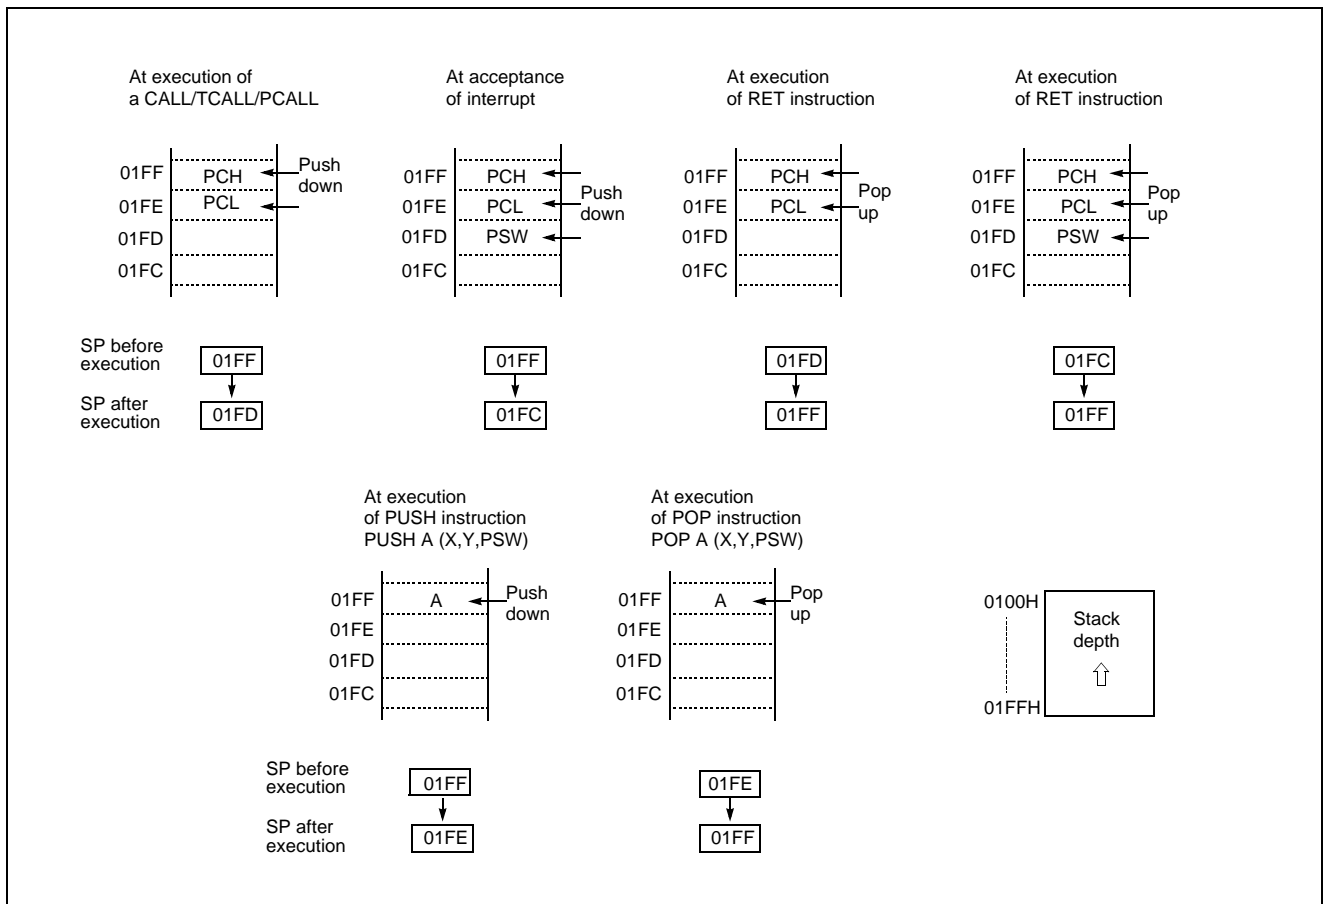 At execution of
a CALL/TCALL/PCALL
01FF PCH Push
down
01FE PCL
01FD
01FC
SP before
execution
01FF
SP after
execution
01FD
At acceptance
of interrupt
01FF PCH
01FE PCL Push
down
01FD PSW
01FC
01FF
01FC
At execution
of RET instruction
01FF PCH
01FE PCL Pop
up
01FD
01FC
01FD
01FF
At execution
of RET instruction
01FF PCH
01FE PCL Pop
up
01FD PSW
01FC
01FC
01FF
At execution
of PUSH instruction
PUSH A (X,Y,PSW)
01FF A Push
down
01FE
01FD
01FC
SP before
execution
01FF
SP after
execution
01FE
At execution
of POP instruction
POP A (X,Y,PSW)
01FF A Pop
up
01FE
01FD
01FC
01FE
01FF
0100H
Stack
depth
01FFH